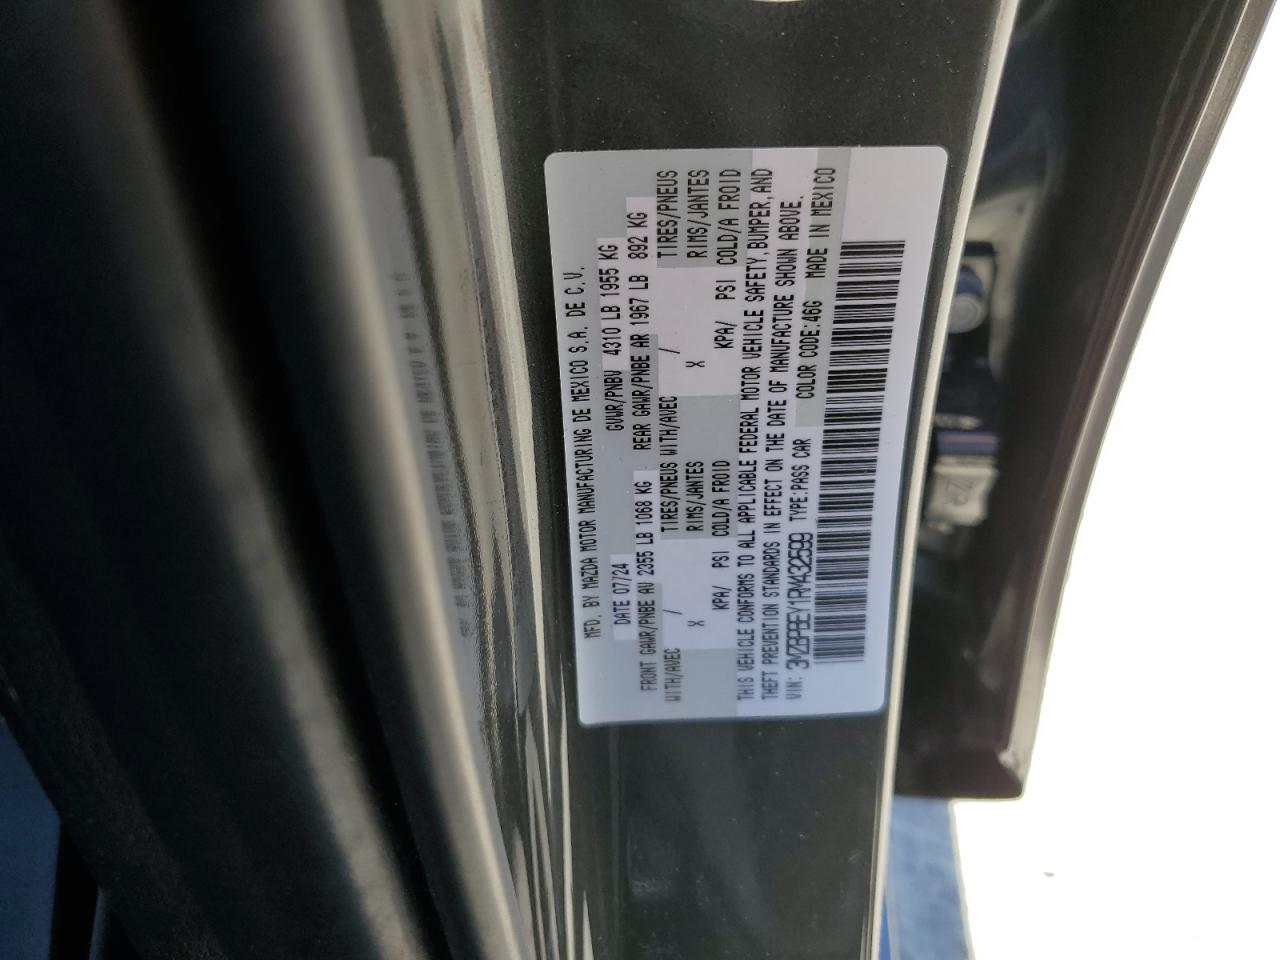 MFD. BY MAZDA MOTOR MANUFACTURING DE MEXICO S.A. DE C.V.
DATE 07/24 GVWR/PNBV 4310 LB 1955 KG
FRONT GAWR/PNBE AV 2355 LB 1068 KG REAR GAWR/PNBE AR 1967 LB 892 KG
WITH/AVEC / TIRES/PNEUS WITH/AVEC / TIRES/PNEUS
X RIMS/JANTES X RIMS/JANTES
KPA/ PSI COLD/A FROID KPA/ PSI COLD/A FROID
THIS VEHICLE CONFORMS TO ALL APPLICABLE FEDERAL MOTOR VEHICLE SAFETY, BUMPER, AND
THEFT PREVENTION STANDARDS IN EFFECT ON THE DATE OF MANUFACTURE SHOWN ABOVE.
VIN: 3MZBPBEY1RM432599 TYPE:PASS CAR COLOR CODE:46G MADE IN MEXICO